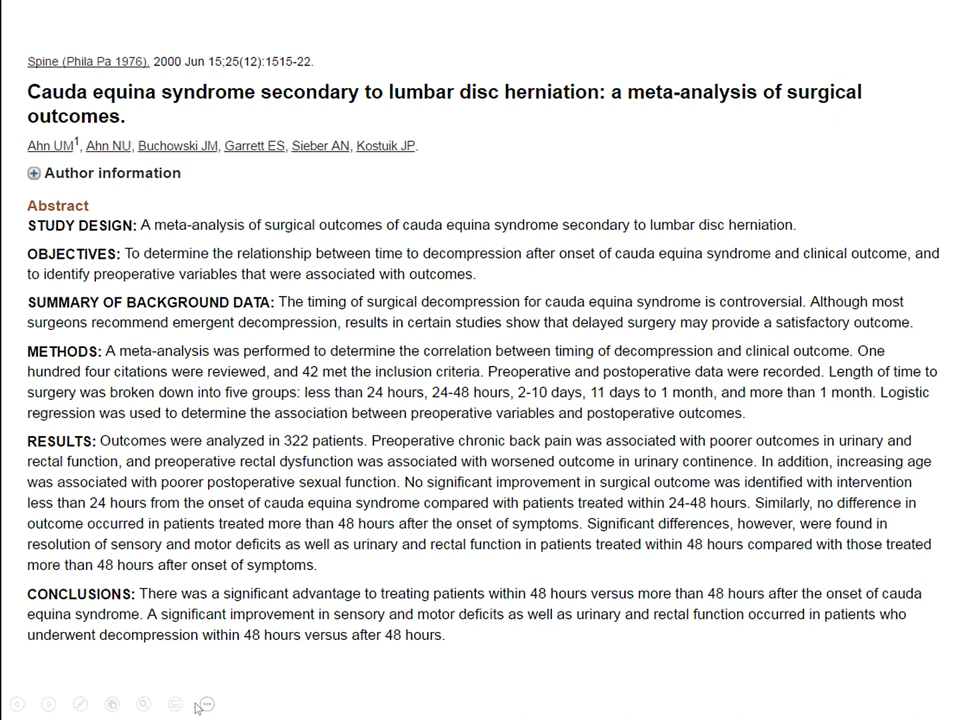 Spine (Phila Pa 1976). 2000 Jun 15;25(12):1515-22.
Cauda equina syndrome secondary to lumbar disc herniation: a meta-analysis of surgical
outcomes.
Ahn UM1, Ahn NU, Buchowski JM, Garrett ES, Sieber AN, Kostuik JP.
Author information
Abstract
STUDY DESIGN: A meta-analysis of surgical outcomes of cauda equina syndrome secondary to lumbar disc herniation.
OBJECTIVES: To determine the relationship between time to decompression after onset of cauda equina syndrome and clinical outcome, and
to identify preoperative variables that were associated with outcomes.
SUMMARY OF BACKGROUND DATA: The timing of surgical decompression for cauda equina syndrome is controversial. Although most
surgeons recommend emergent decompression, results in certain studies show that delayed surgery may provide a satisfactory outcome.
METHODS: A meta-analysis was performed to determine the correlation between timing of decompression and clinical outcome. One
hundred four citations were reviewed, and 42 met the inclusion criteria. Preoperative and postoperative data were recorded. Length of time to
surgery was broken down into five groups: less than 24 hours, 24-48 hours, 2-10 days, 11 days to 1 month, and more than 1 month. Logistic
regression was used to determine the association between preoperative variables and postoperative outcomes.
RESULTS: Outcomes were analyzed in 322 patients. Preoperative chronic back pain was associated with poorer outcomes in urinary and
rectal function, and preoperative rectal dysfunction was associated with worsened outcome in urinary continence. In addition, increasing age
was associated with poorer postoperative sexual function. No significant improvement in surgical outcome was identified with intervention
less than 24 hours from the onset of cauda equina syndrome compared with patients treated within 24-48 hours. Similarly, no difference in
outcome occurred in patients treated more than 48 hours after the onset of symptoms. Significant differences, however, were found in
resolution of sensory and motor deficits as well as urinary and rectal function in patients treated within 48 hours compared with those treated
more than 48 hours after onset of symptoms.
CONCLUSIONS: There was a significant advantage to treating patients within 48 hours versus more than 48 hours after the onset of cauda
equina syndrome. A significant improvement in sensory and motor deficits as well as urinary and rectal function occurred in patients who
underwent decompression within 48 hours versus after 48 hours.